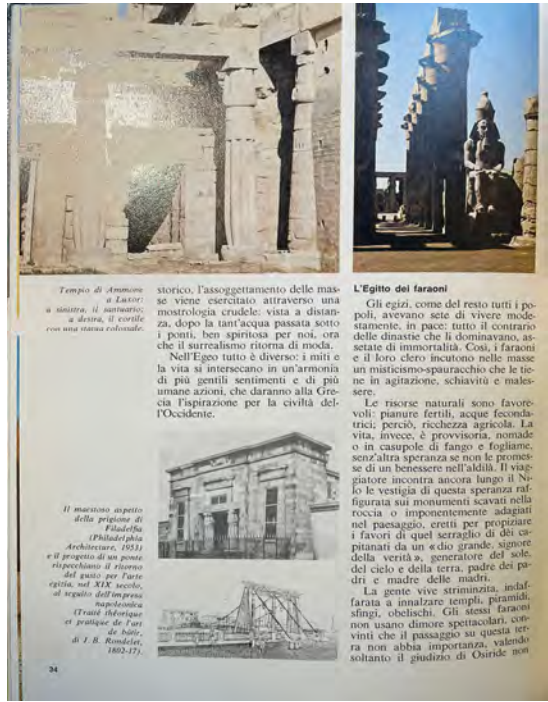 Tempio di Ammone
a Luxor:
a sinistra, il santuario;
a destra, il cortile
con una statua colossale.
storico, l'assoggettamento delle mas-
se viene esercitato attraverso una
mostrologia crudele: vista a distan-
za, dopo la tant'acqua passata sotto
i ponti, ben spiritosa per noi, ora
che il surrealismo ritorna di moda.
Nell'Egeo tutto è diverso: i miti e
la vita si intersecano in un'armonia
di più gentili sentimenti e di più
umane azioni, che daranno alla Gre-
cia l'ispirazione per la civiltà del-
l'Occidente.
Il maestoso aspetto
della prigione di
Filadelfia
(Philadelphia
Architecture, 1953)
e il progetto di un ponte
rispecchiano il ritorno
del gusto per l'arte
egizia, nel XIX secolo,
al seguito dell'impresa
napoleonica
(Traité théorique
et pratique de l'art
de bâtir,
di J. B. Rondelet,
1802-17).
34
L'Egitto dei faraoni
Gli egizi, come del resto tutti i po-
poli, avevano sete di vivere mode-
stamente, in pace: tutto il contrario
delle dinastie che li dominavano, as-
setate di immortalità. Così, i faraoni
e il loro clero incutono nelle masse
un misticismo-spauracchio che le tie-
ne in agitazione, schiavitù e males-
sere.
Le risorse naturali sono favore-
voli: pianure fertili, acque feconda-
trici; perciò, ricchezza agricola. La
vita, invece, è provvisoria, nomade
o in casupole di fango e fogliame,
senz'altra speranza se non le promes-
se di un benessere nell'aldilà. Il viag-
giatore incontra ancora lungo il Ni-
lo le vestigia di questa speranza raf-
figurata sui monumenti scavati nella
roccia o imponentemente adagiati
nel paesaggio, eretti per propiziare
i favori di quel serraglio di dèi ca-
pitanati da un «dio grande, signore
della verità», generatore del sole,
del cielo e della terra, padre dei pa-
dri e madre delle madri.
La gente vive striminzita, indaf-
farata a innalzare templi, piramidi,
sfingi, obelischi. Gli stessi faraoni
non usano dimore spettacolari, con-
vinti che il passaggio su questa ter-
ra non abbia importanza, valendo
soltanto il giudizio di Osiride non